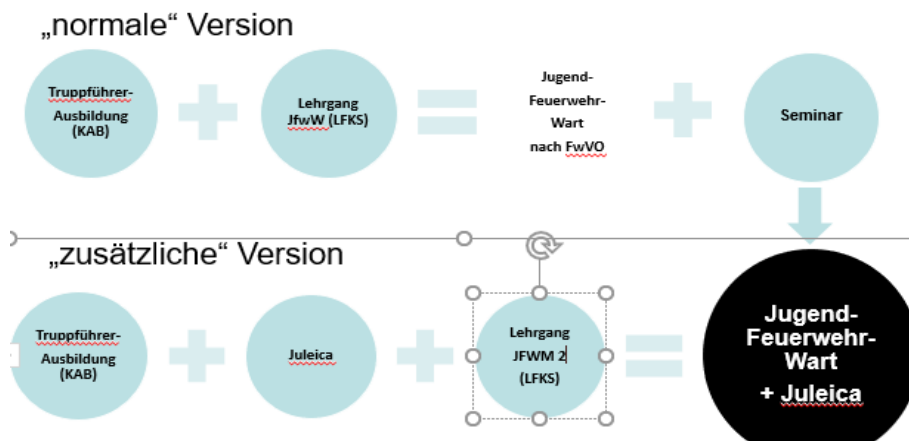 „normale“ Version
Truppführer-
Ausbildung
(KAB)
Lehrgang
JfwW (LFKS)
Jugend-
Feuerwehr-
Wart
nach FwVO
Seminar
„zusätzliche“ Version
Truppführer-
Ausbildung
(KAB)
Juleica
Lehrgang
JFWM 2
(LFKS)
Jugend-
Feuerwehr-
Wart
+ Juleica